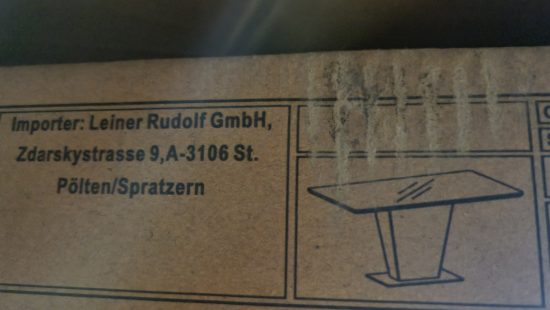 Importer: Leiner Rudolf GmbH,
Zdarskystrasse 9,A-3106 St.
Pölten/Spratzern